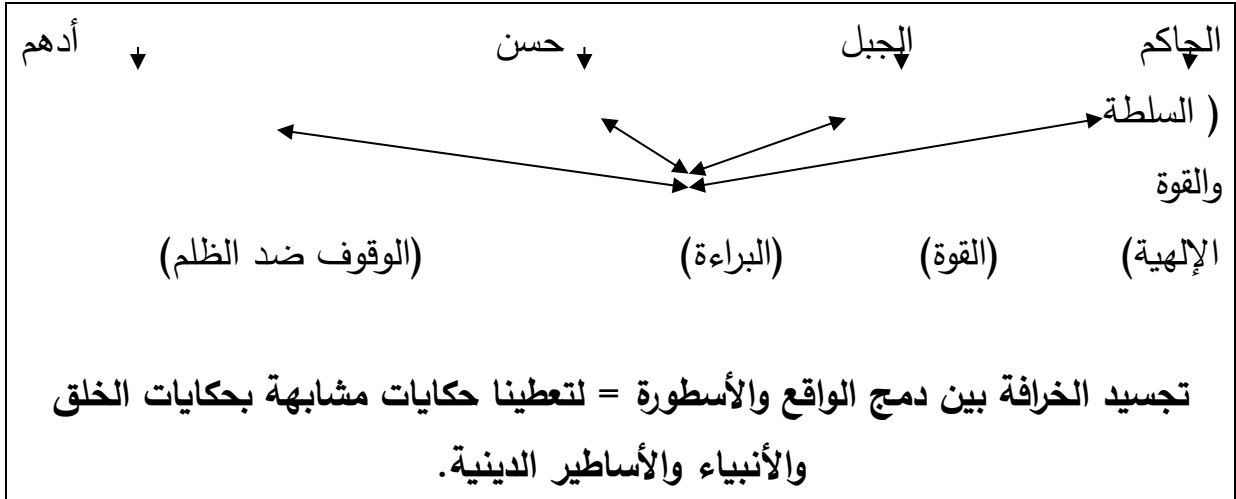 الحاكم الجبل حسن أدهم
( السلطة
والقوة
الإلهية) (القوة) (البراءة) (الوقوف ضد الظلم)
تجسيد الخرافة بين دمج الواقع والأسطورة = لتعطينا حكايات مشابهة بحكايات الخلق
والأنبياء والأساطير الدينية.